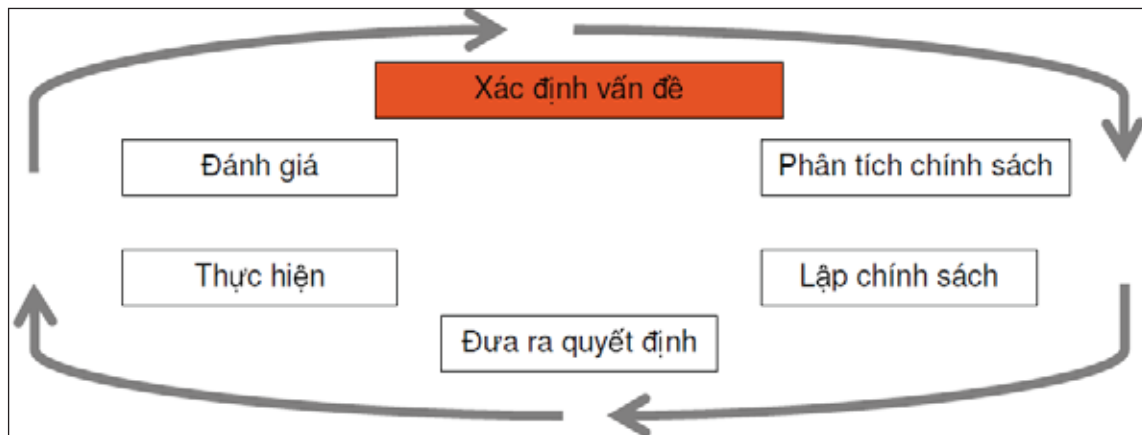 Xác định vấn đề
Đánh giá
Phân tích chính sách
Thực hiện
Lập chính sách
Đưa ra quyết định